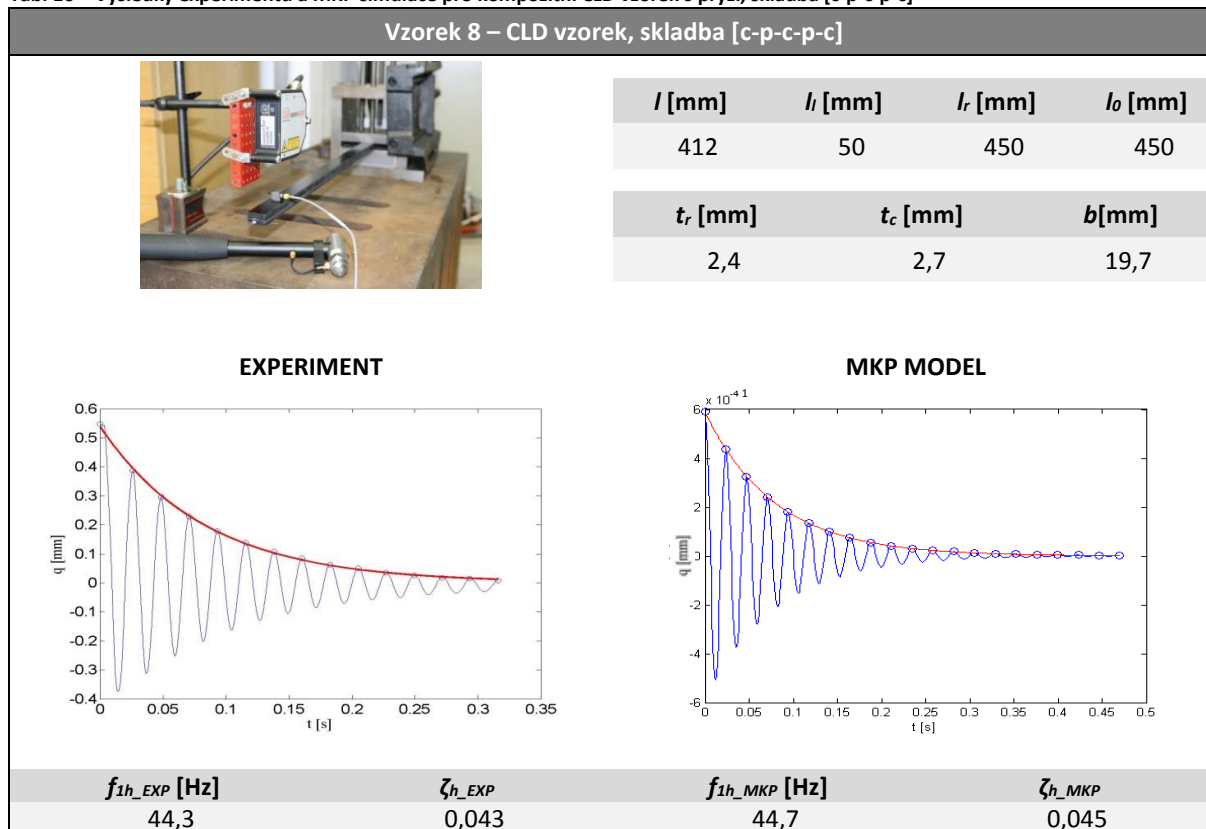 Vzorek 8 – CLD vzorek, skladba [c-p-c-p-c]
l [mm] l_l [mm] l_r [mm] l_0 [mm]
412 50 450 450
t_r [mm] t_c [mm] b[mm]
2,4 2,7 19,7
EXPERIMENT
0.6
0.5
0.4
0.3
0.2
0.1
0
-0.1
-0.2
-0.3
-0.4
q [mm]
0 0.05 0.1 0.15 0.2 0.25 0.3 0.35
t [s]
MKP MODEL
x 10^-4 1
6
4
2
0
-2
-4
-6
q [mm]
0 0.05 0.1 0.15 0.2 0.25 0.3 0.35 0.4 0.45 0.5
t [s]
f_1h_EXP [Hz] ζ_h_EXP f_1h_MKP [Hz] ζ_h_MKP
44,3 0,043 44,7 0,045